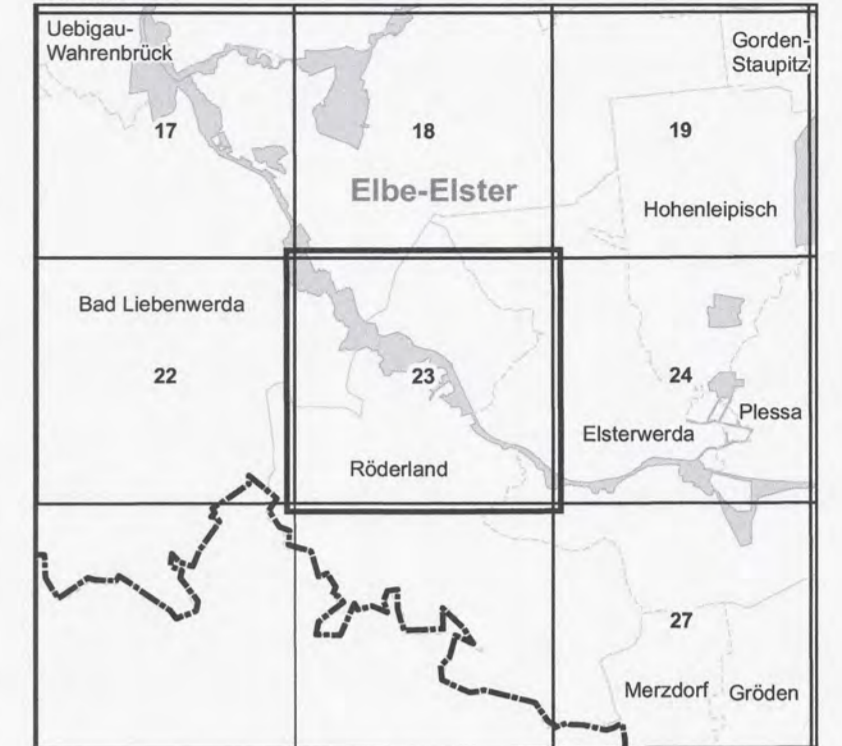 Uebigau-
Wahrenbrück
Gorden-
Staupitz
17
18
19
Elbe-Elster
Hohenleipisch
Bad Liebenwerda
22
23
24
Plessa
Elsterwerda
Röderland
27
Merzdorf
Gröden